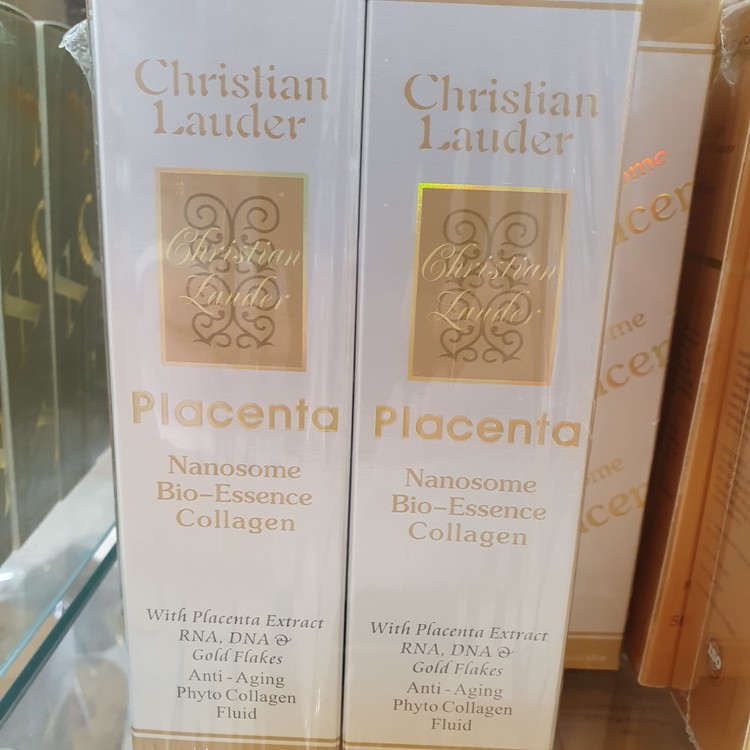 Christian
Lauder
Christian
Lauder
Placenta
Nanosome
Bio-Essence
Collagen
With Placenta Extract
RNA, DNA &
Gold Flakes
Anti - Aging
Phyto Collagen
Fluid
Christian
Lauder
Christian
Lauder
Placenta
Nanosome
Bio-Essence
Collagen
With Placenta Extract
RNA, DNA &
Gold Flakes
Anti - Aging
Phyto Collagen
Fluid